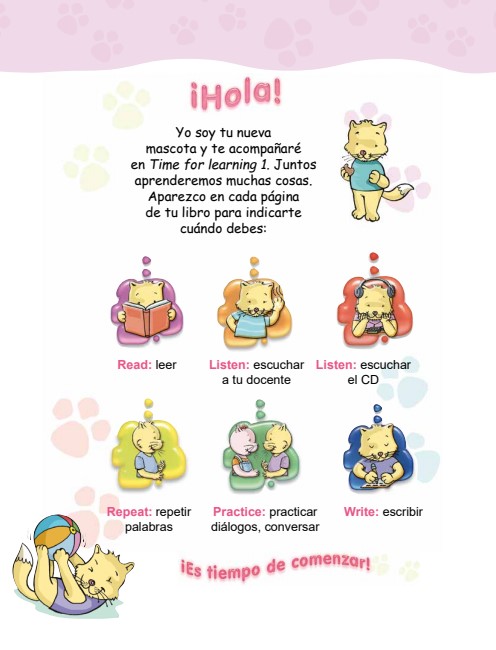 ¡Hola!
Yo soy tu nueva
mascota y te acompañaré
en Time for learning 1. Juntos
aprenderemos muchas cosas.
Aparezco en cada página
de tu libro para indicarte
cuándo debes:
Read: leer
Listen: escuchar
a tu docente
Listen: escuchar
el CD
Repeat: repetir
palabras
Practice: practicar
diálogos, conversar
Write: escribir
¡Es tiempo de comenzar!